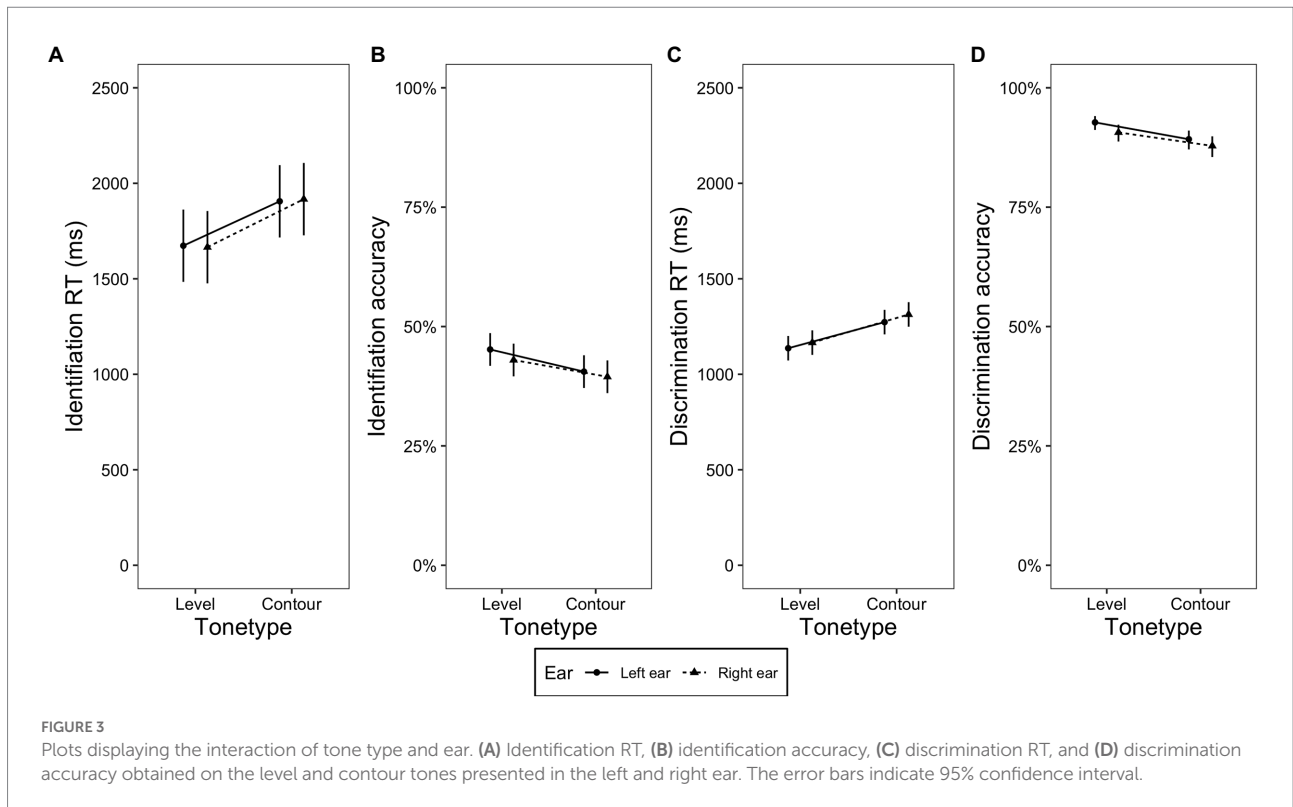 A
B
C
D
2500
2000
1500
1000
500
0
Identifiation RT (ms)
Level
Contour
Tonetype
100%
75%
50%
25%
0%
Identifiation accuracy
Level
Contour
Tonetype
2500
2000
1500
1000
500
0
Discrimination RT (ms)
Level
Contour
Tonetype
100%
75%
50%
25%
0%
Discrimination accuracy
Level
Contour
Tonetype
Ear Left ear Right ear
FIGURE 3
Plots displaying the interaction of tone type and ear. (A) Identification RT, (B) identification accuracy, (C) discrimination RT, and (D) discrimination
accuracy obtained on the level and contour tones presented in the left and right ear. The error bars indicate 95% confidence interval.